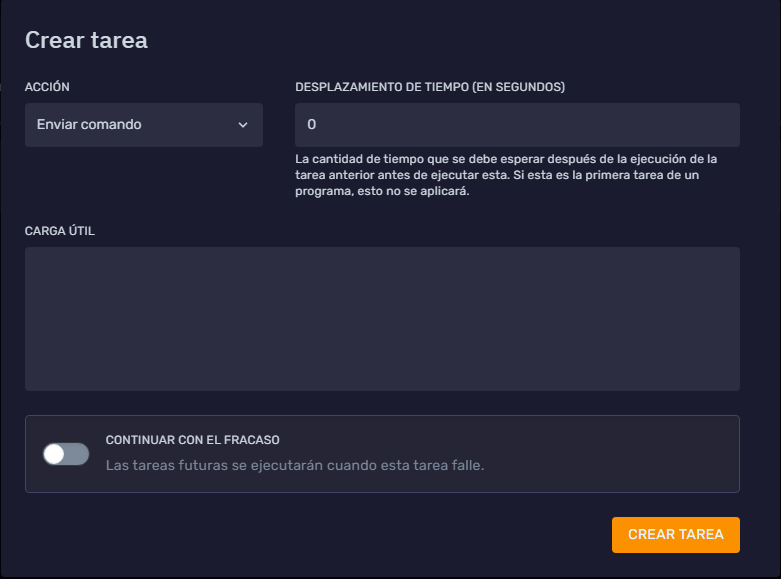 Crear tarea
ACCIÓN
DESPLAZAMIENTO DE TIEMPO (EN SEGUNDOS)
Enviar comando
0
La cantidad de tiempo que se debe esperar después de la ejecución de la
tarea anterior antes de ejecutar esta. Si esta es la primera tarea de un
programa, esto no se aplicará.
CARGA ÚTIL
CONTINUAR CON EL FRACASO
Las tareas futuras se ejecutarán cuando esta tarea falle.
CREAR TAREA